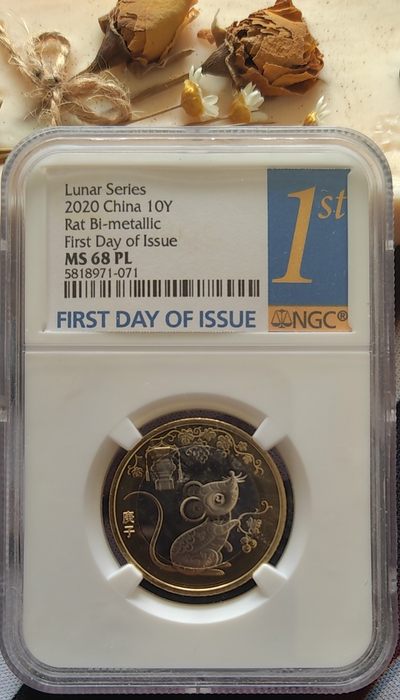 Lunar Series
2020 China 10Y
Rat Bi-metallic
First Day of Issue
MS 68 PL
5818971-071
1st
FIRST DAY OF ISSUE
NGC®
庚子